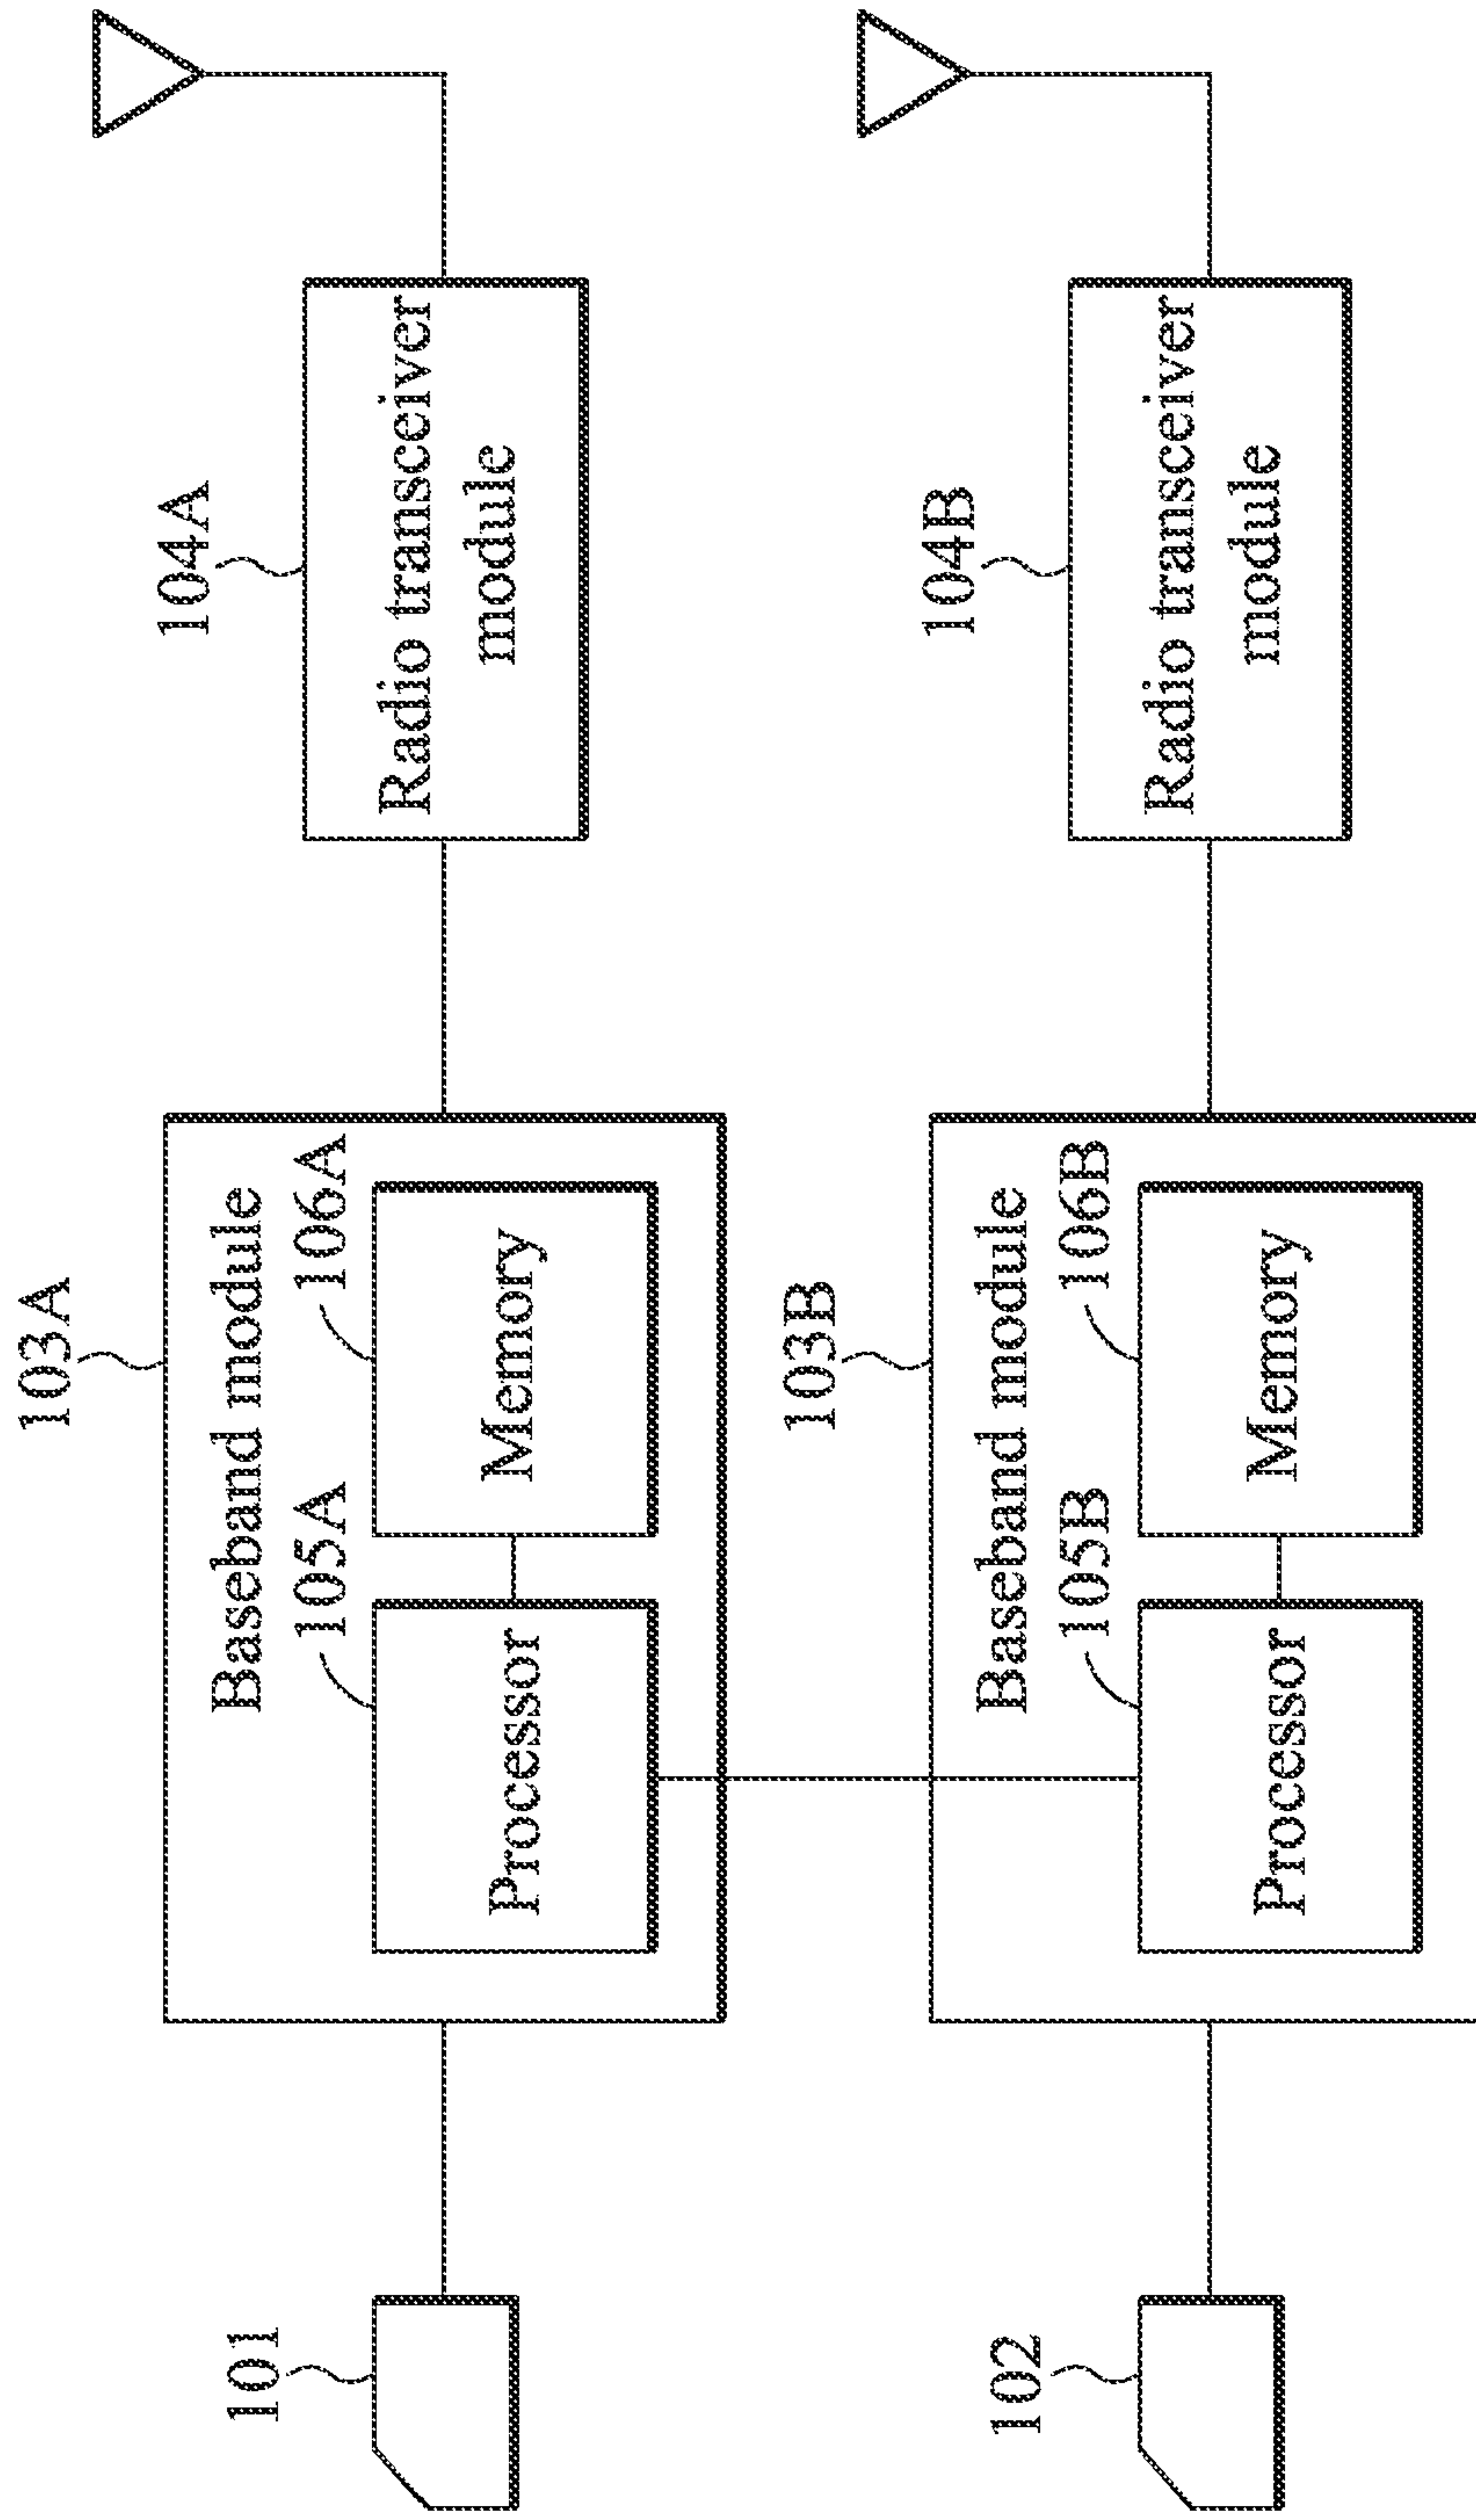 101
103A
Baseband module
105A
106A
Processor
Memory
104A
Radio transceiver
module
102
103B
Baseband module
105B
106B
Processor
Memory
104B
Radio transceiver
module